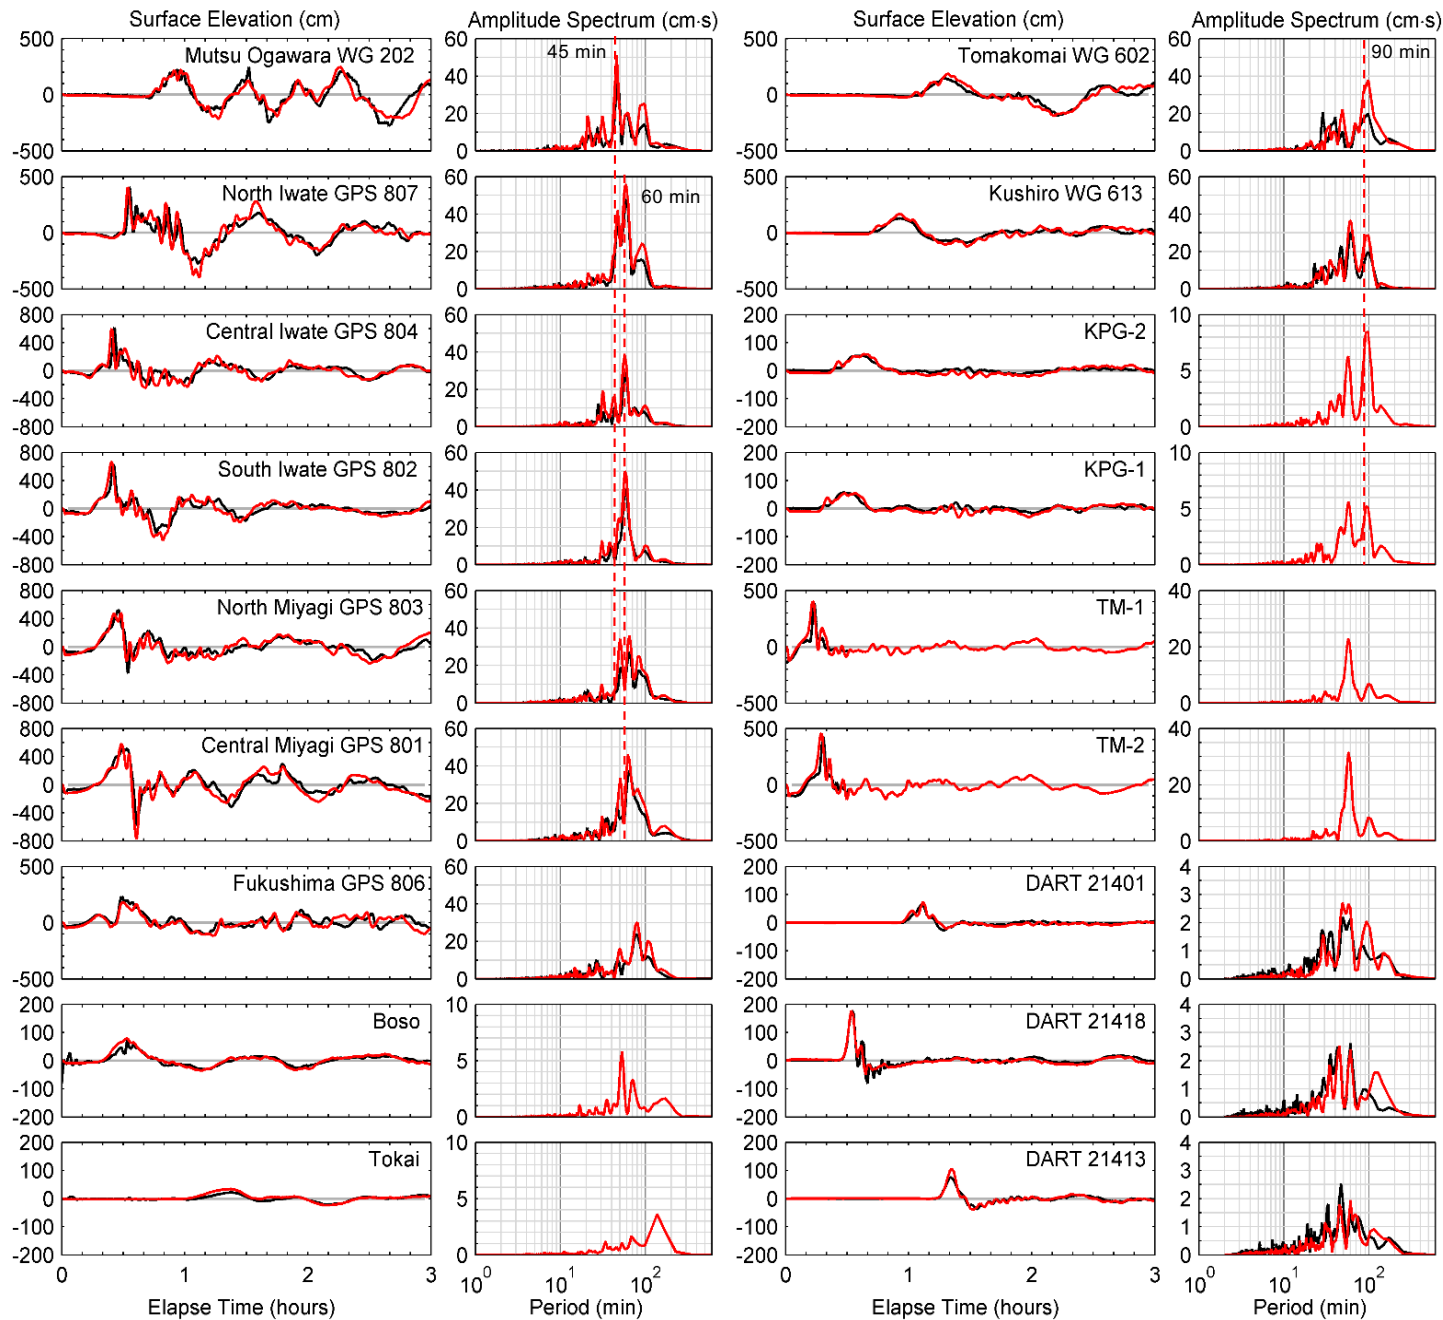 Surface Elevation (cm) Amplitude Spectrum (cm·s) Surface Elevation (cm) Amplitude Spectrum (cm·s)
500 0 -500 Mutsu Ogawara WG 202 60 40 20 0 45 min 500 0 -500 Tomakomai WG 602 60 40 20 0 90 min
500 0 -500 North Iwate GPS 807 60 40 20 0 60 min 500 0 -500 Kushiro WG 613 60 40 20 0
800 400 0 -400 -800 Central Iwate GPS 804 60 40 20 0 200 100 0 -100 -200 KPG-2 10 5 0
800 400 0 -400 -800 South Iwate GPS 802 60 40 20 0 200 100 0 -100 -200 KPG-1 10 5 0
800 400 0 -400 -800 North Miyagi GPS 803 60 40 20 0 500 0 -500 TM-1 40 20 0
800 400 0 -400 -800 Central Miyagi GPS 801 60 40 20 0 500 0 -500 TM-2 40 20 0
500 0 -500 Fukushima GPS 806 60 40 20 0 200 100 0 -100 -200 DART 21401 4 3 2 1 0
200 100 0 -100 -200 Boso 10 5 0 200 100 0 -100 -200 DART 21418 4 3 2 1 0
200 100 0 -100 -200 Tokai 10 5 0 200 100 0 -100 -200 DART 21413 4 3 2 1 0
0 1 2 3 10^0 10^1 10^2 0 1 2 3 10^0 10^1 10^2
Elapse Time (hours) Period (min) Elapse Time (hours) Period (min)